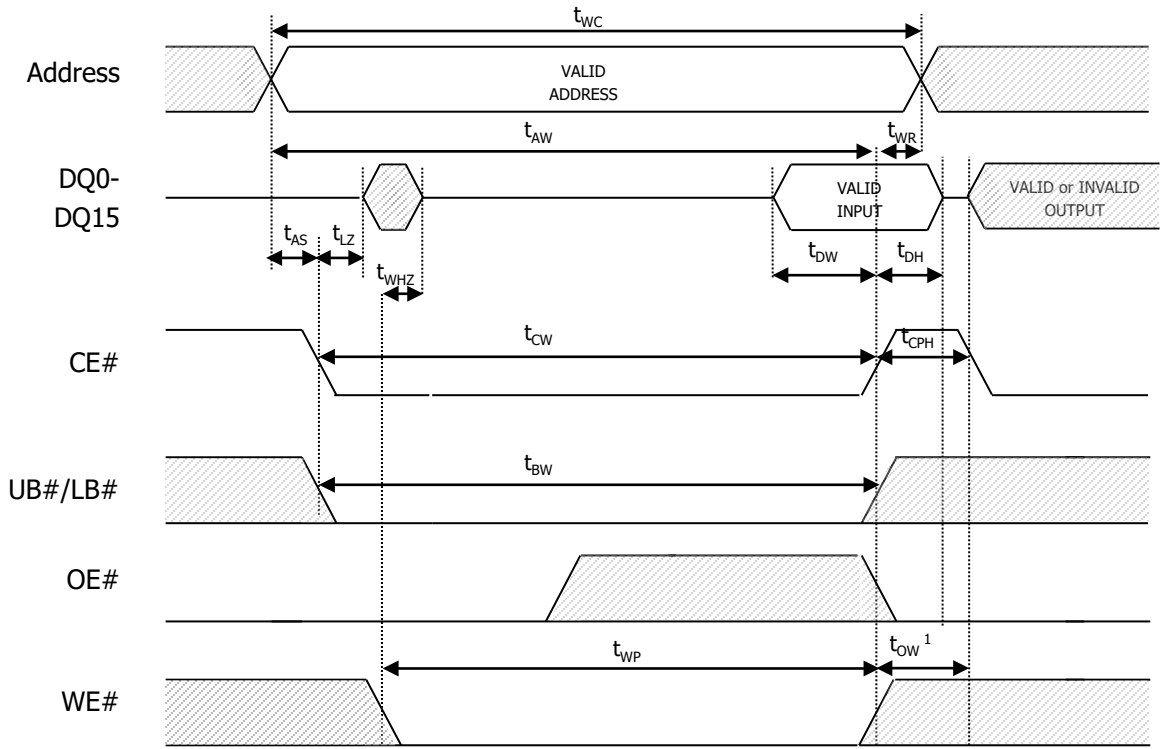 tWC
Address
VALID
ADDRESS
tAW
tWR
DQ0-
DQ15
VALID
INPUT
VALID or INVALID
OUTPUT
tAS
tLZ
tWHZ
tDW
tDH
CE#
tCW
tCPH
UB#/LB#
tBW
OE#
tWP
tOW 1
WE#